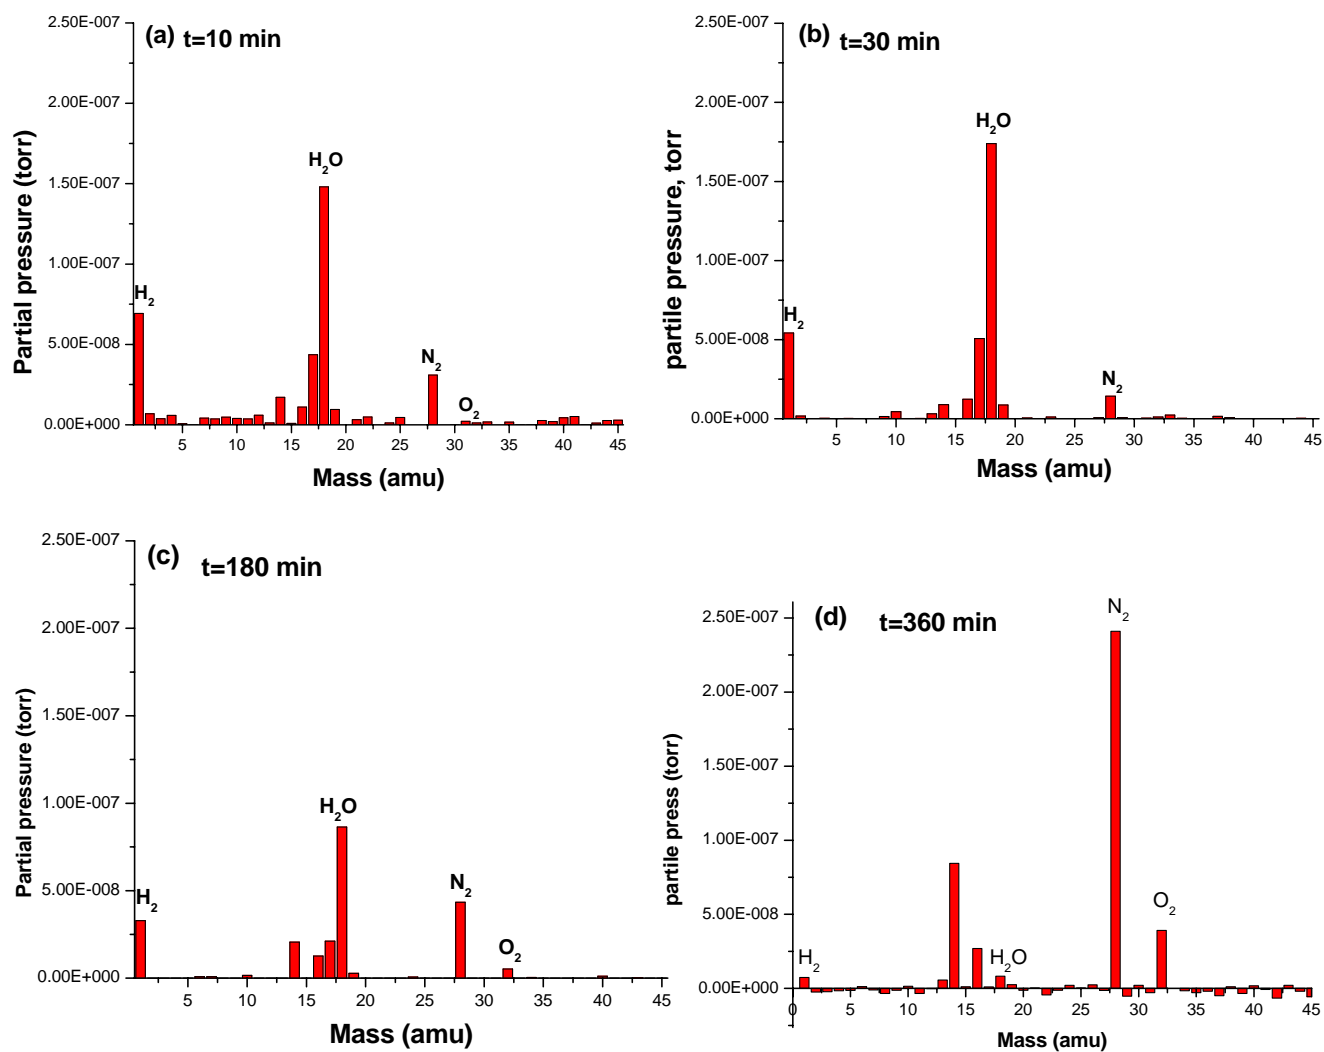 (a) t=10 min
2.50E-007
2.00E-007
1.50E-007
1.00E-007
5.00E-008
0.00E+000
Partial pressure (torr)
H2
H2O
N2
O2
5 10 15 20 25 30 35 40 45
Mass (amu)
(b) t=30 min
2.50E-007
2.00E-007
1.50E-007
1.00E-007
5.00E-008
0.00E+000
partile pressure, torr
H2
H2O
N2
5 10 15 20 25 30 35 40 45
Mass (amu)
(c) t=180 min
2.50E-007
2.00E-007
1.50E-007
1.00E-007
5.00E-008
0.00E+000
Partial pressure (torr)
H2
H2O
N2
O2
5 10 15 20 25 30 35 40 45
Mass (amu)
(d) t=360 min
2.50E-007
2.00E-007
1.50E-007
1.00E-007
5.00E-008
0.00E+000
partile press (torr)
H2
H2O
N2
O2
0 5 10 15 20 25 30 35 40 45
Mass (amu)